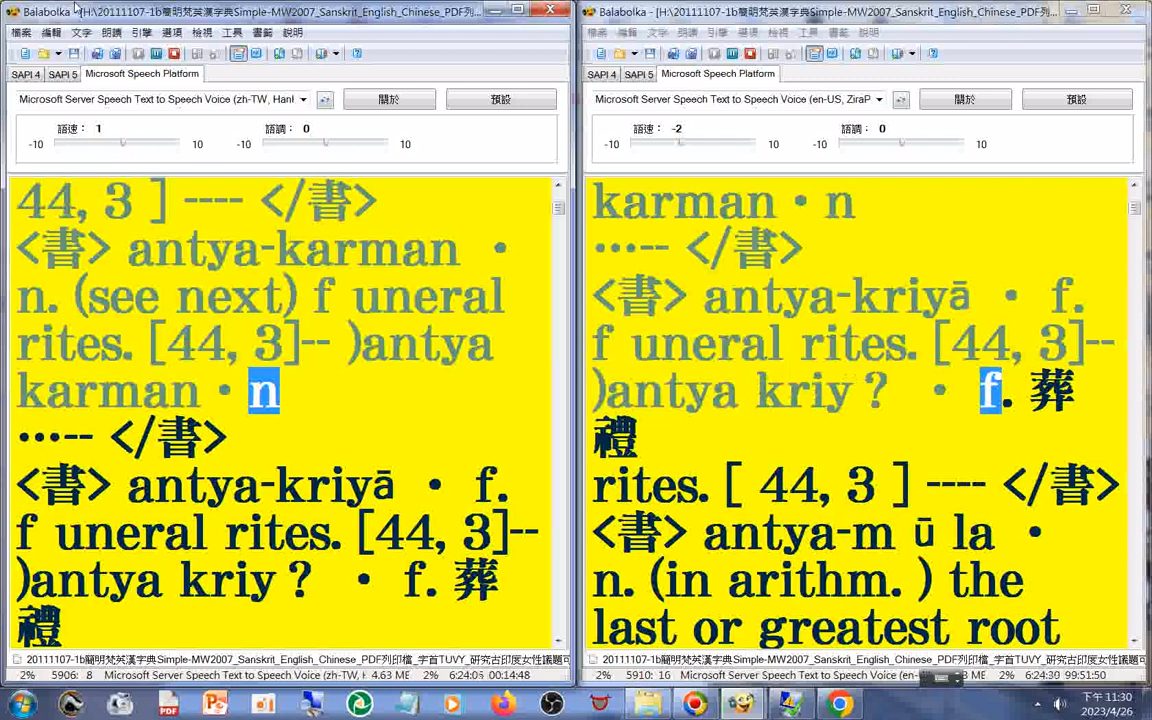 Balabolka - [H:\20111107-1b簡明梵英漢字典Simple-MW2007_Sanskrit_English_Chinese_PDF列...
檔案 編輯 文字 朗讀 引擎 選項 檢視 工具 書籤 說明
SAPI 4 SAPI 5 Microsoft Speech Platform
Microsoft Server Speech Text to Speech Voice (zh-TW, Han
關於 預設
語速： 1 語調： 0
-10 10 -10 10
44, 3 ] ---- </書>
<書> antya-karman •
n. (see next) f uneral
rites. [44, 3]-- )antya
karman • n
…-- </書>
<書> antya-kriyā • f.
f uneral rites. [44, 3]--
)antya kriy？ • f. 葬
禮
20111107-1b簡明梵英漢字典Simple-MW2007_Sanskrit_English_Chinese_PDF列印檔_字首TUVY_研究古印度女性議題可
2% 5906: 8 Microsoft Server Speech Text to Speech Voice (zh-TW, H 4.63 MB 2% 6:24:05 00:14:48
Balabolka - [H:\20111107-1b簡明梵英漢字典Simple-MW2007_Sanskrit_English_Chinese_PDF列...
檔案 編輯 文字 朗讀 引擎 選項 檢視 工具 書籤 說明
SAPI 4 SAPI 5 Microsoft Speech Platform
Microsoft Server Speech Text to Speech Voice (en-US, ZiraP
關於 預設
語速： -2 語調： 0
-10 10 -10 10
karman • n
…-- </書>
<書> antya-kriyā • f.
f uneral rites. [44, 3]--
)antya kriy？ • f. 葬
禮
rites. [ 44, 3 ] ---- </書>
<書> antya-m ū la •
n. (in arithm. ) the
last or greatest root
20111107-1b簡明梵英漢字典Simple-MW2007_Sanskrit_English_Chinese_PDF列印檔_字首TUVY_研究古印度女性議題可
2% 5910: 16 Microsoft Server Speech Text to Speech Voice 2% 6:24:30 99:51:50
下午 11:30
2023/4/26